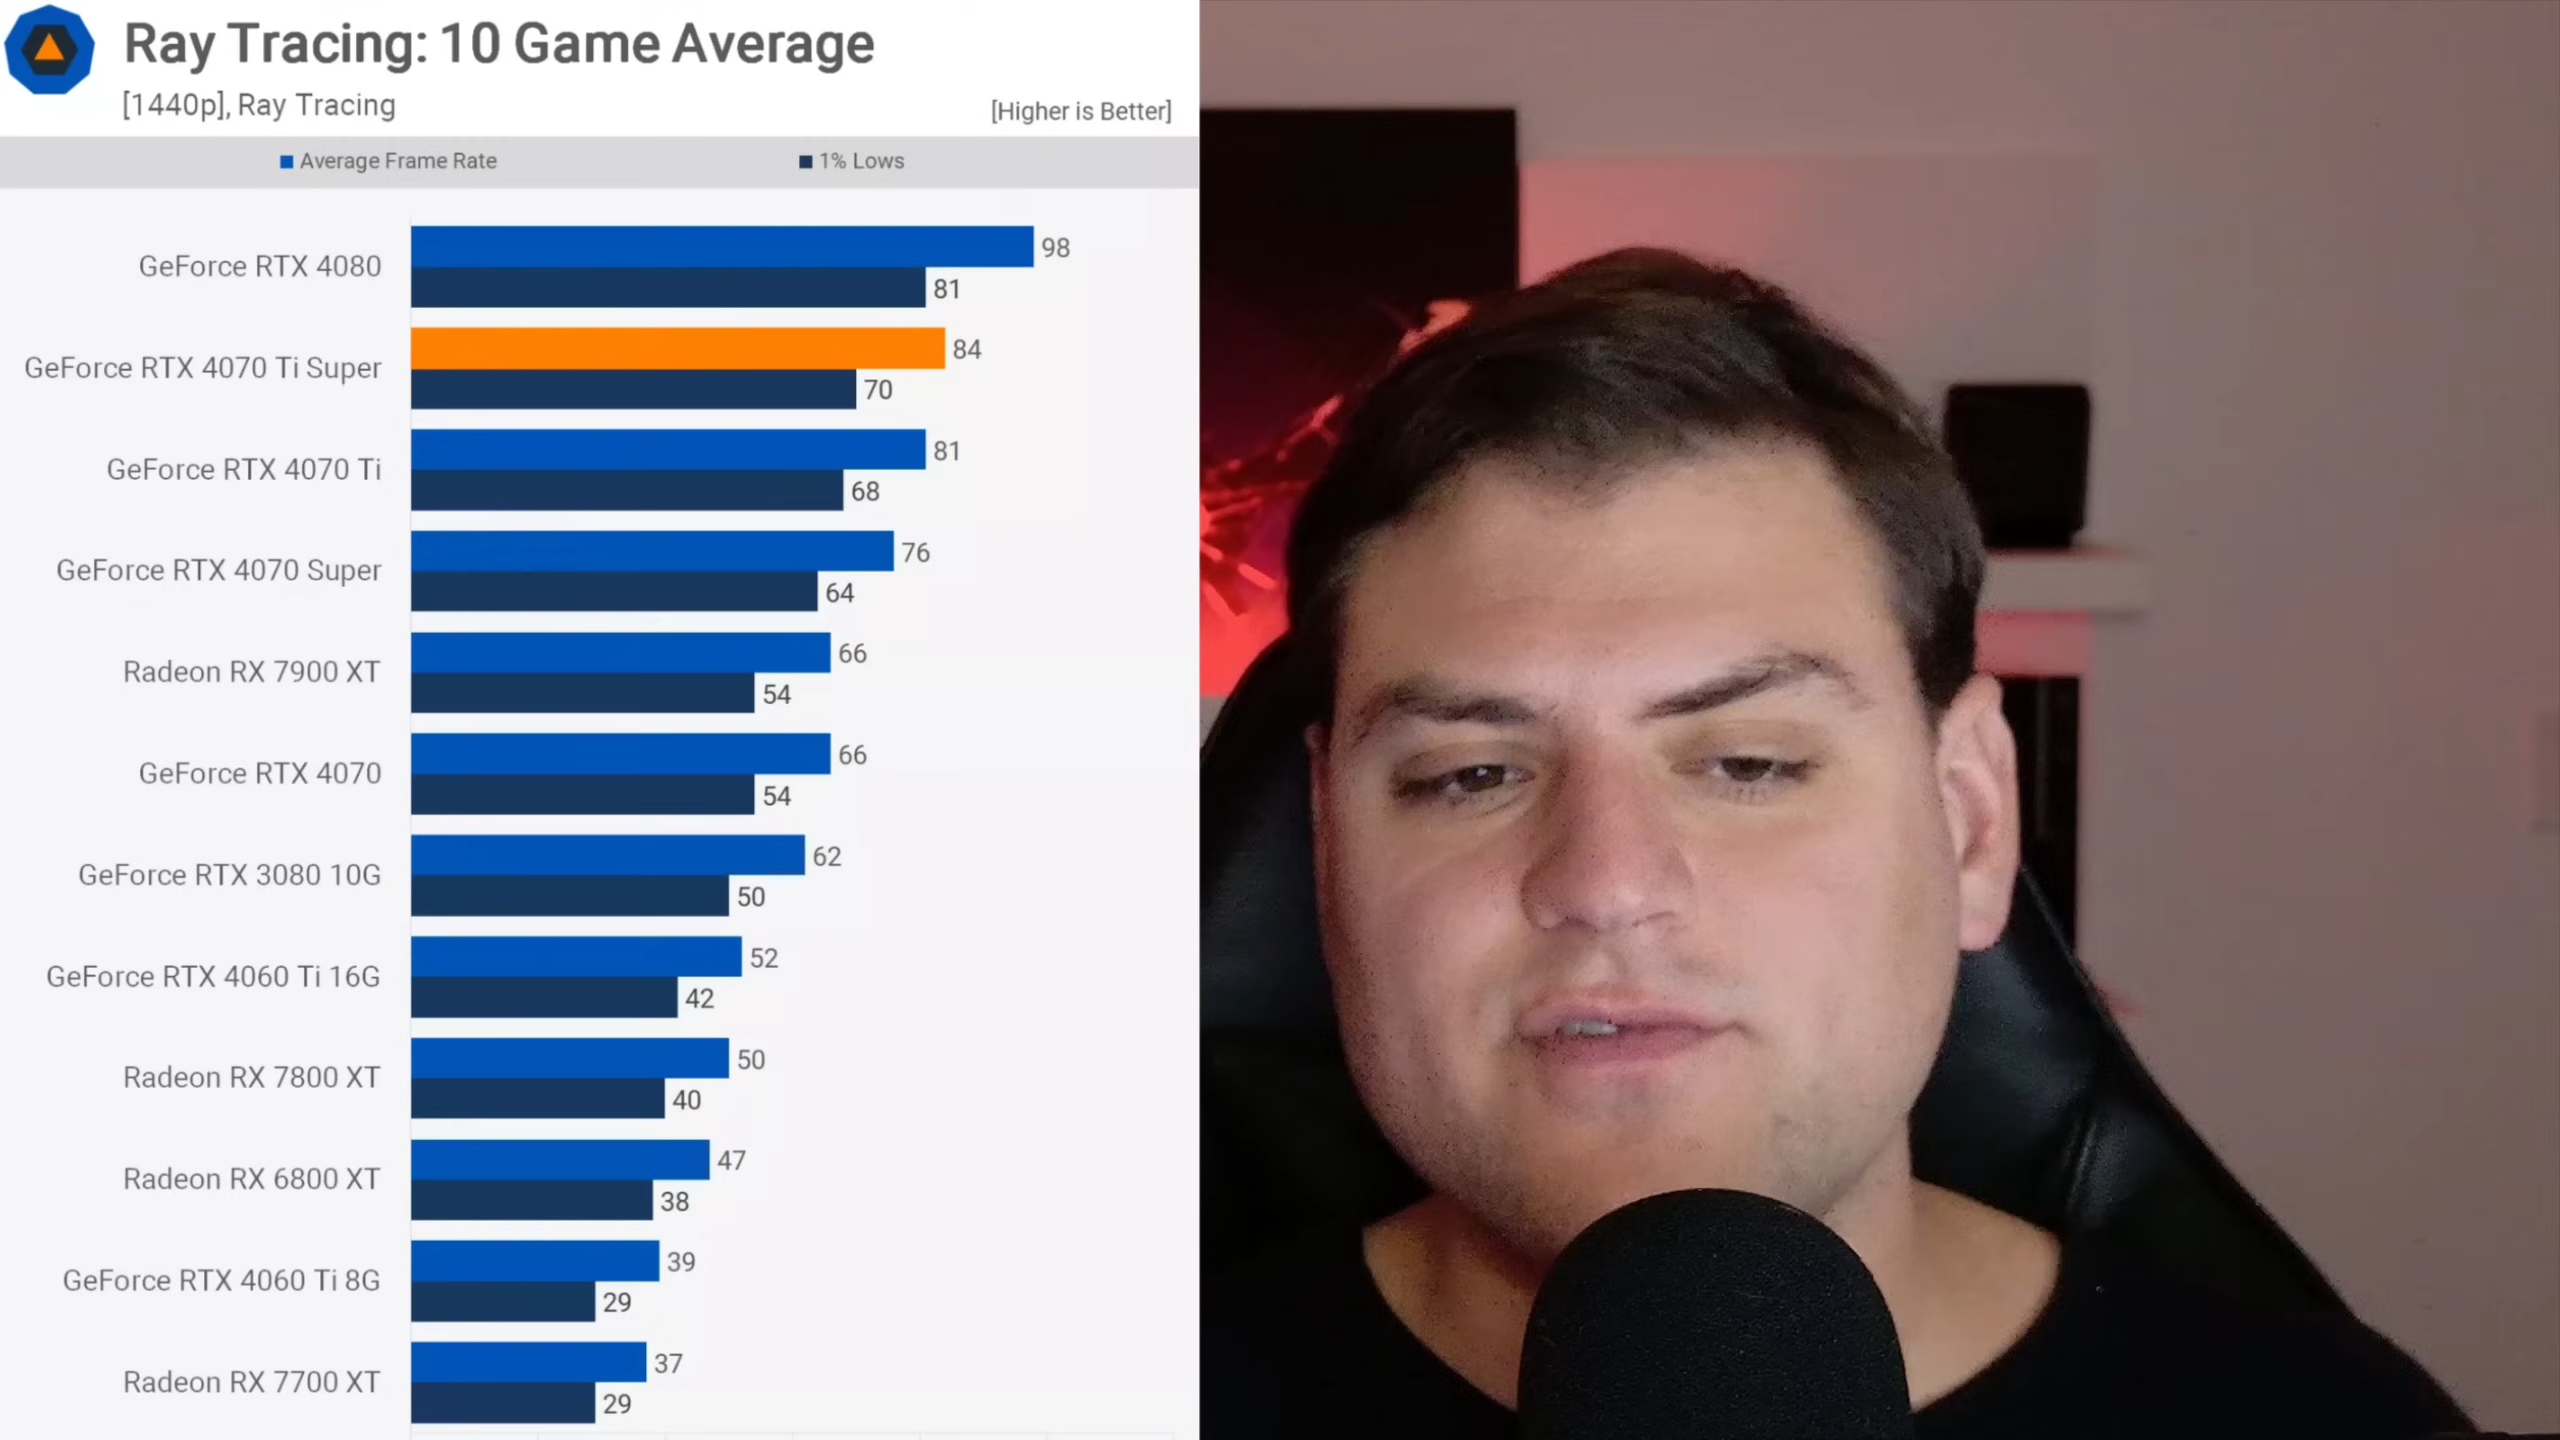 Ray Tracing: 10 Game Average
[1440p], Ray Tracing
[Higher is Better]
Average Frame Rate
1% Lows
GeForce RTX 4080
98
81
GeForce RTX 4070 Ti Super
84
70
GeForce RTX 4070 Ti
81
68
GeForce RTX 4070 Super
76
64
Radeon RX 7900 XT
66
54
GeForce RTX 4070
66
54
GeForce RTX 3080 10G
62
50
GeForce RTX 4060 Ti 16G
52
42
Radeon RX 7800 XT
50
40
Radeon RX 6800 XT
47
38
GeForce RTX 4060 Ti 8G
39
29
Radeon RX 7700 XT
37
29